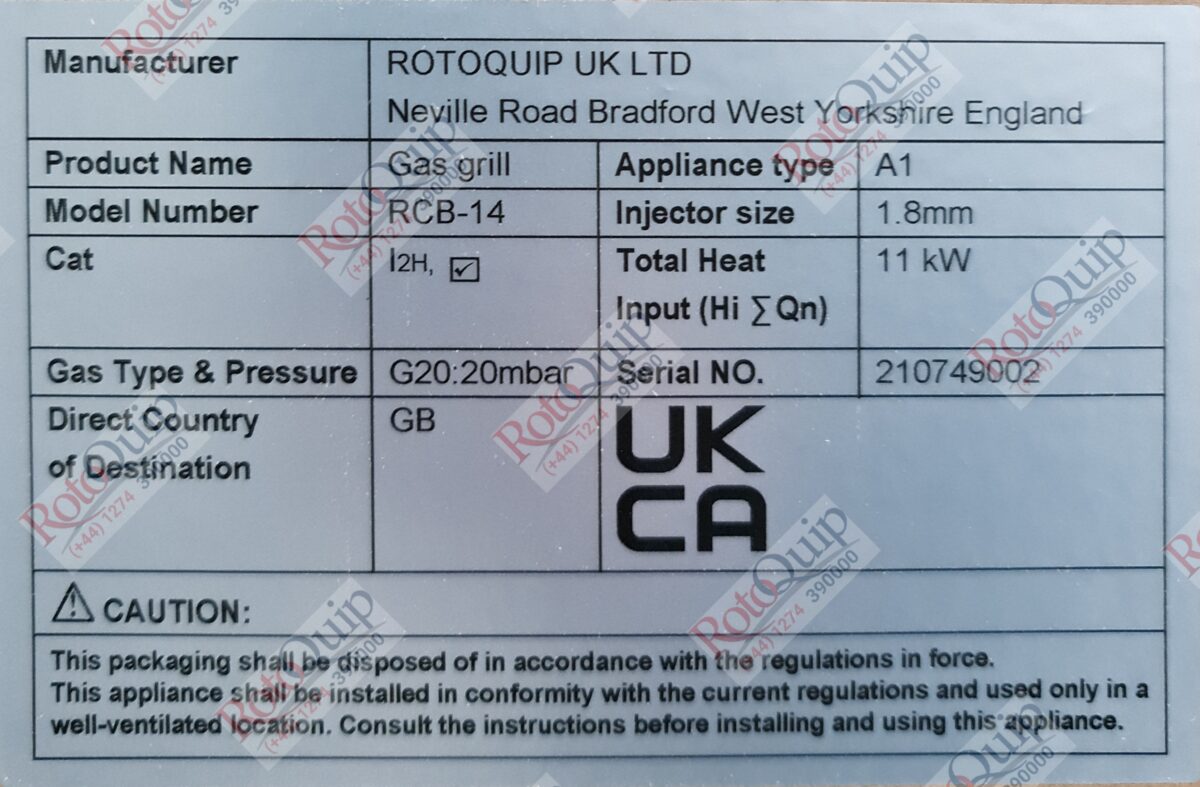 Manufacturer ROTOQUIP UK LTD
Neville Road Bradford West Yorkshire England
Product Name Gas grill Appliance type A1
Model Number RCB-14 Injector size 1.8mm
Cat I2H, ☑ Total Heat 11 kW
Input (Hi ∑Qn)
Gas Type & Pressure G20:20mbar Serial NO. 210749002
Direct Country GB
of Destination
UK
CA
⚠ CAUTION:
This packaging shall be disposed of in accordance with the regulations in force.
This appliance shall be installed in conformity with the current regulations and used only in a
well-ventilated location. Consult the instructions before installing and using this appliance.
RotoQuip
(+44) 1274 390000